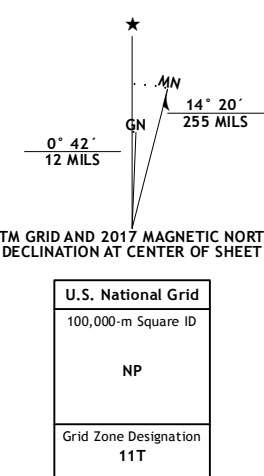 ★
MN
GN
14° 20´
255 MILS
0° 42´
12 MILS
TM GRID AND 2017 MAGNETIC NORT
DECLINATION AT CENTER OF SHEET
U.S. National Grid
100,000-m Square ID
NP
Grid Zone Designation
11T